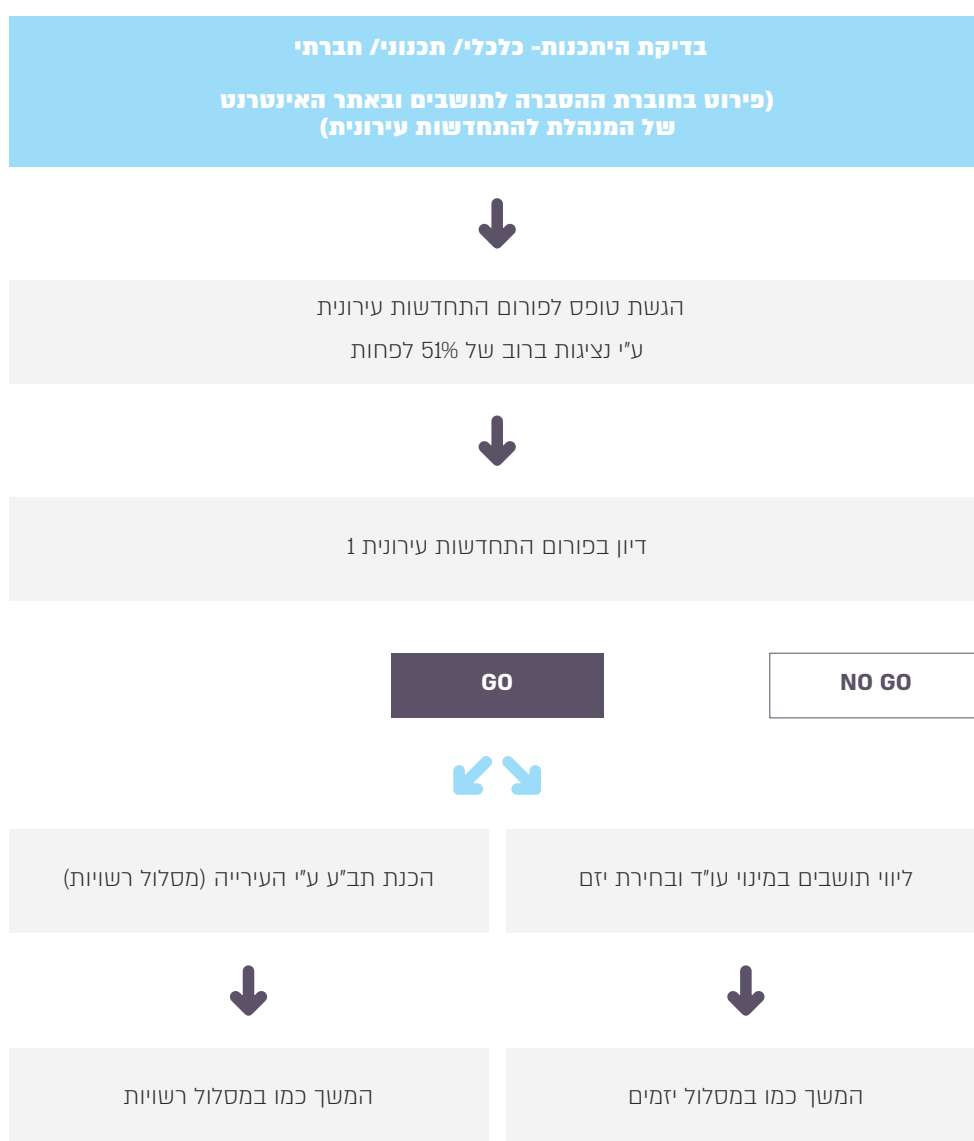 בדיקת היתכנות- כלכלי/ תכנוני/ חברתי
(פירוט בחוברת ההסברה לתושבים ובאתר האינטרנט
של המנהלת להתחדשות עירונית)
הגשת טופס לפורום התחדשות עירונית
ע"י נציגות ברוב של 51% לפחות
דיון בפורום התחדשות עירונית 1
NO GO
GO
ליווי תושבים במינוי עו"ד ובחירת יזם
הכנת תב"ע ע"י העירייה (מסלול רשויות)
המשך כמו במסלול יזמים
המשך כמו במסלול רשויות